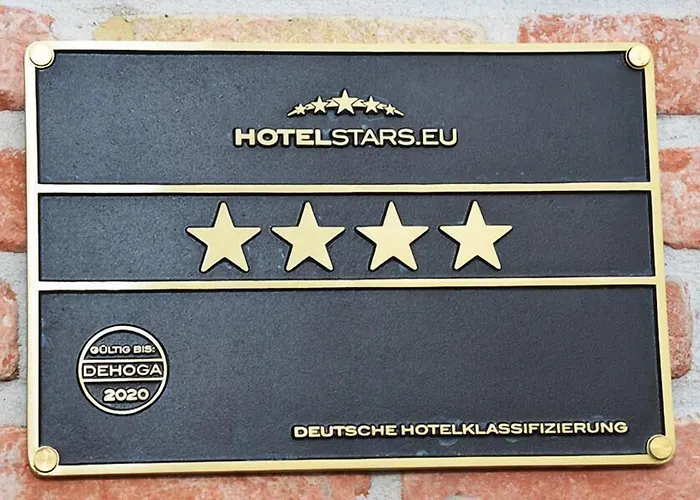 HOTELSTARS.EU
GÜLTIG BIS:
DEHOGA
2020
DEUTSCHE HOTELKLASSIFIZIERUNG